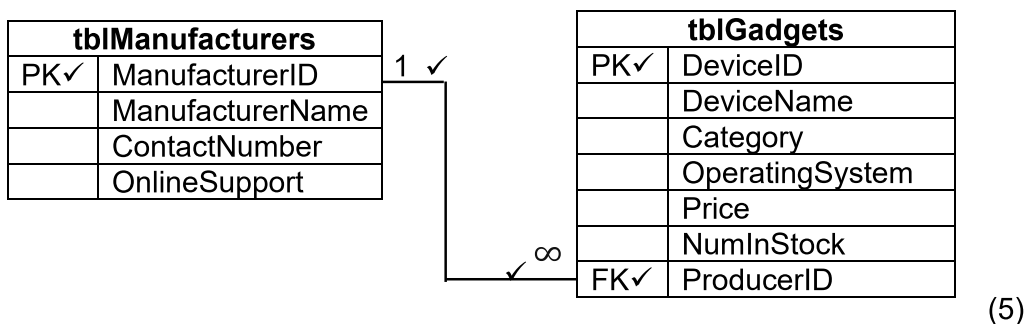 tblManufacturers
PK✓ ManufacturerID
ManufacturerName
ContactNumber
OnlineSupport
1 ✓
∞
✓
tblGadgets
PK✓ DeviceID
DeviceName
Category
OperatingSystem
Price
NumInStock
FK✓ ProducerID
(5)